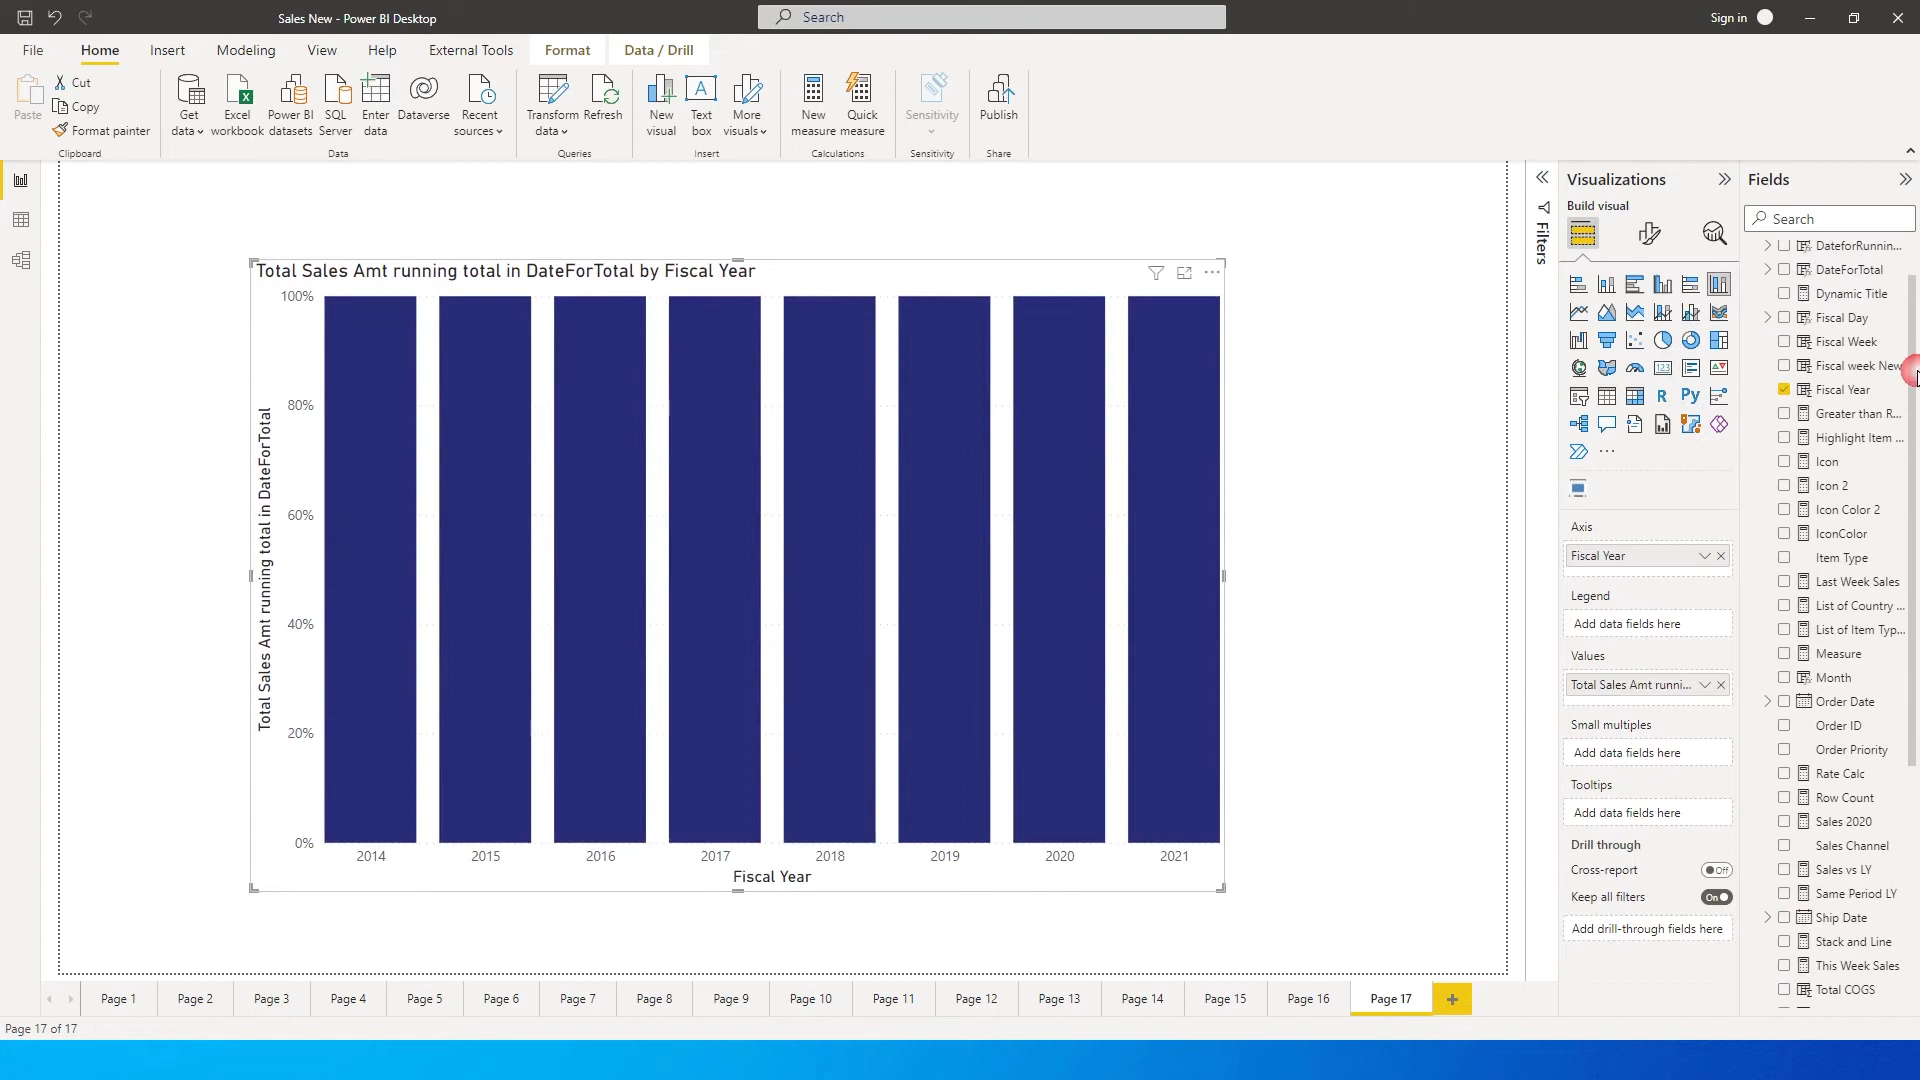 Sales New - Power BI Desktop
Search
Sign in
File
Home
Insert
Modeling
View
Help
External Tools
Format
Data / Drill
Paste
Cut
Copy
Format painter
Clipboard
Get data
Excel workbook
Power BI datasets
SQL Server
Enter data
Dataverse
Recent sources
Data
Transform data
Refresh
Queries
New visual
Text box
More visuals
Insert
New measure
Quick measure
Calculations
Sensitivity
Sensitivity
Publish
Share
Total Sales Amt running total in DateForTotal by Fiscal Year
Total Sales Amt running total in DateForTotal
100%
80%
60%
40%
20%
0%
2014
2015
2016
2017
2018
2019
2020
2021
Fiscal Year
Filters
Visualizations
Build visual
123
R
Py
Axis
Fiscal Year
Legend
Add data fields here
Values
Total Sales Amt runni...
Small multiples
Add data fields here
Tooltips
Add data fields here
Drill through
Cross-report
Off
Keep all filters
On
Add drill-through fields here
Fields
Search
DateforRunnin...
DateForTotal
Dynamic Title
Fiscal Day
Fiscal Week
Fiscal week New
Fiscal Year
Greater than R...
Highlight Item ...
Icon
Icon 2
Icon Color 2
IconColor
Item Type
Last Week Sales
List of Country ...
List of Item Typ...
Measure
Month
Order Date
Order ID
Order Priority
Rate Calc
Row Count
Sales 2020
Sales Channel
Sales vs LY
Same Period LY
Ship Date
Stack and Line
This Week Sales
Total COGS
Page 1
Page 2
Page 3
Page 4
Page 5
Page 6
Page 7
Page 8
Page 9
Page 10
Page 11
Page 12
Page 13
Page 14
Page 15
Page 16
Page 17
Page 17 of 17